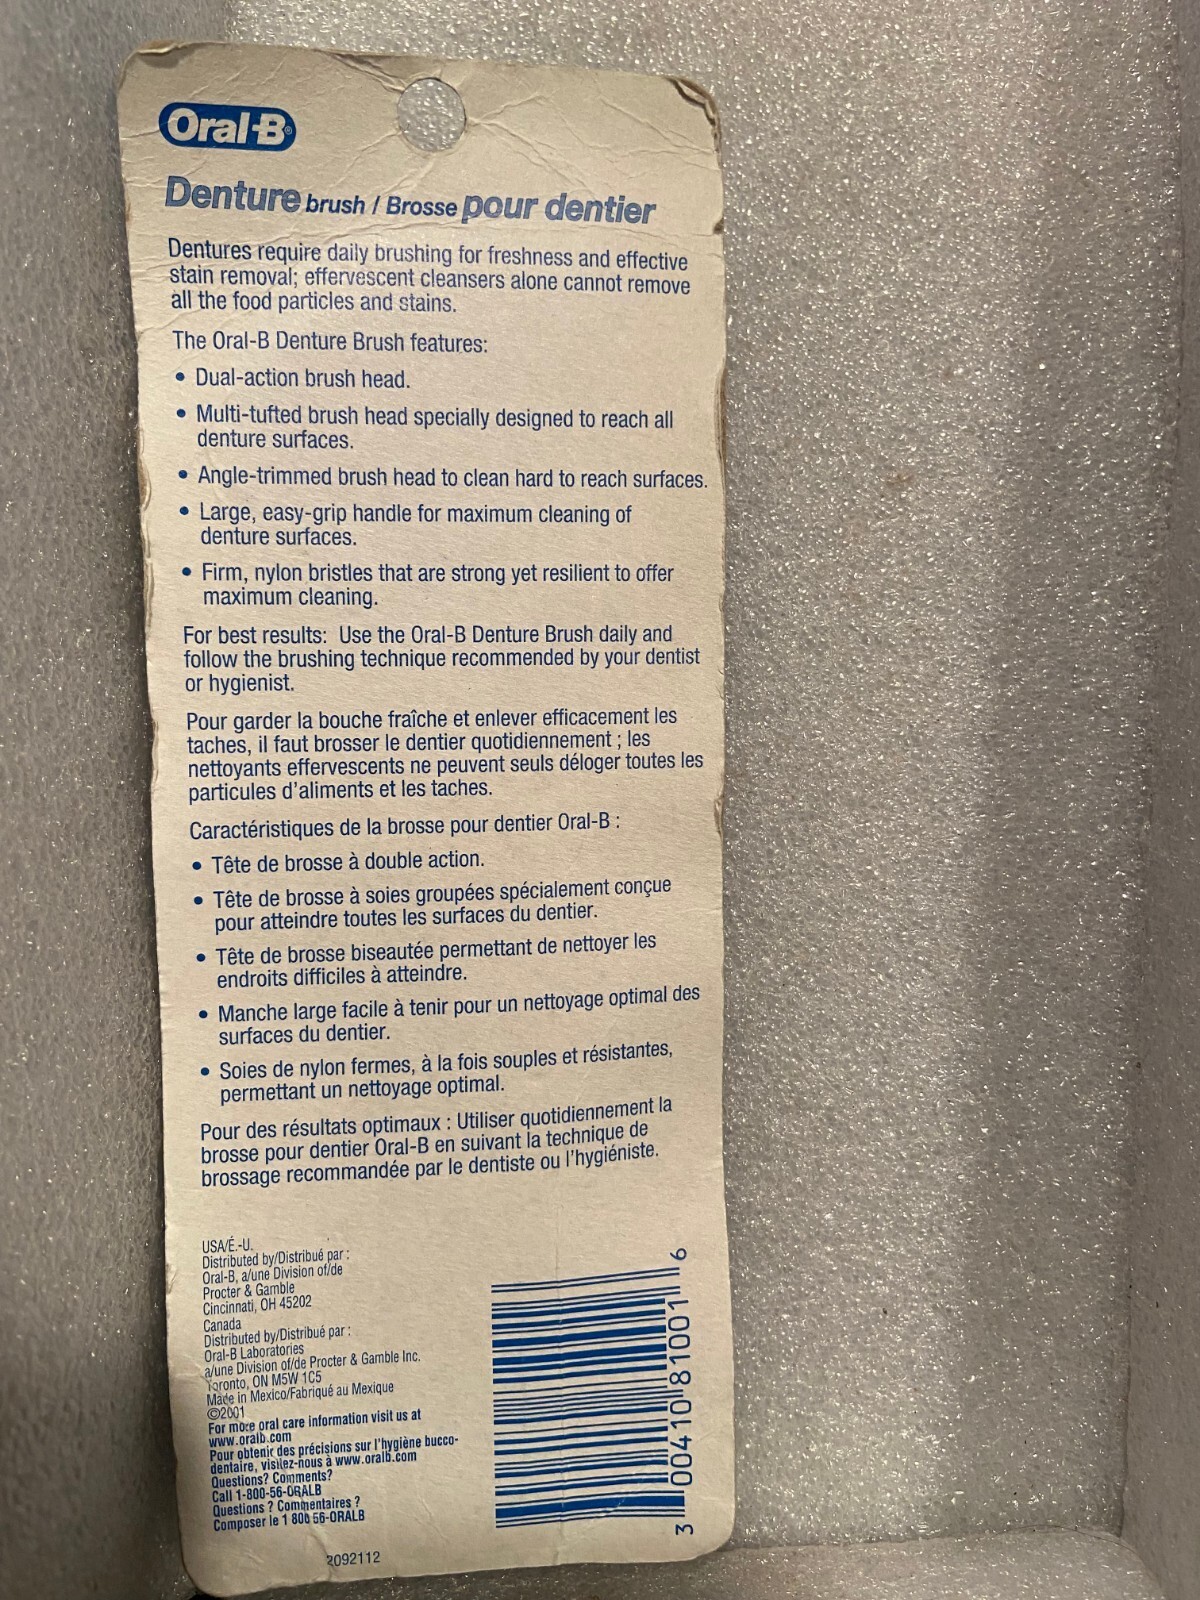 Oral-B®
Denture brush / Brosse pour dentier
Dentures require daily brushing for freshness and effective
stain removal; effervescent cleansers alone cannot remove
all the food particles and stains.
The Oral-B Denture Brush features:
• Dual-action brush head.
• Multi-tufted brush head specially designed to reach all
denture surfaces.
• Angle-trimmed brush head to clean hard to reach surfaces.
• Large, easy-grip handle for maximum cleaning of
denture surfaces.
• Firm, nylon bristles that are strong yet resilient to offer
maximum cleaning.
For best results: Use the Oral-B Denture Brush daily and
follow the brushing technique recommended by your dentist
or hygienist.
Pour garder la bouche fraîche et enlever efficacement les
taches, il faut brosser le dentier quotidiennement ; les
nettoyants effervescents ne peuvent seuls déloger toutes les
particules d'aliments et les taches.
Caractéristiques de la brosse pour dentier Oral-B :
• Tête de brosse à double action.
• Tête de brosse à soies groupées spécialement conçue
pour atteindre toutes les surfaces du dentier.
• Tête de brosse biseautée permettant de nettoyer les
endroits difficiles à atteindre.
• Manche large facile à tenir pour un nettoyage optimal des
surfaces du dentier.
• Soies de nylon fermes, à la fois souples et résistantes,
permettant un nettoyage optimal.
Pour des résultats optimaux : Utiliser quotidiennement la
brosse pour dentier Oral-B en suivant la technique de
brossage recommandée par le dentiste ou l'hygiéniste.
USA/É.-U.
Distributed by/Distribué par :
Oral-B, a/une Division of/de
Procter & Gamble
Cincinnati, OH 45202
Canada
Distributed by/Distribué par :
Oral-B Laboratories
a/une Division of/de Procter & Gamble Inc.
Toronto, ON M5W 1C5
Made in Mexico/Fabriqué au Mexique
©2001
For more oral care information visit us at
www.oralb.com
Pour obtenir des précisions sur l'hygiène bucco-
dentaire, visitez-nous à www.oralb.com
Questions? Comments?
Call 1-800-56-ORALB
Questions ? Commentaires ?
Composer le 1 800 56-ORALB
2092112
3 00410 81001 6